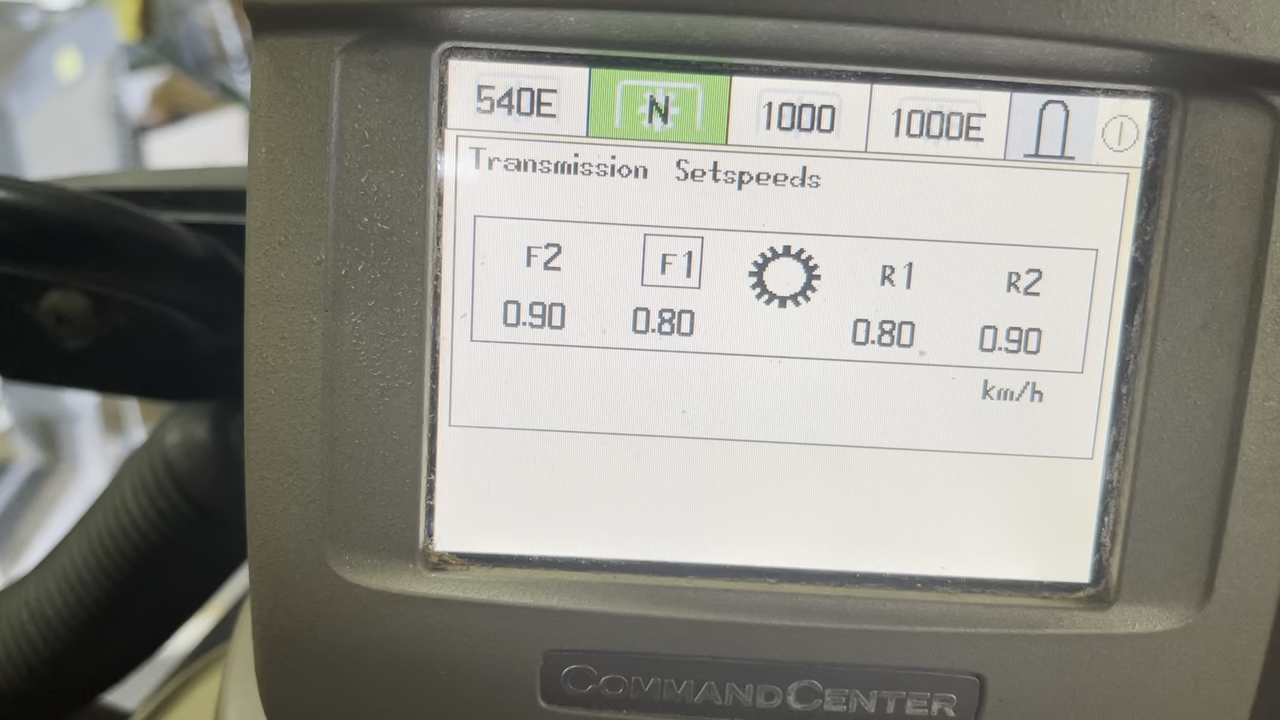 540E N 1000 1000E
Transmission Setspeeds
F2 F1 R1 R2
0.90 0.80 0.80 0.90
km/h
COMMANDCENTER